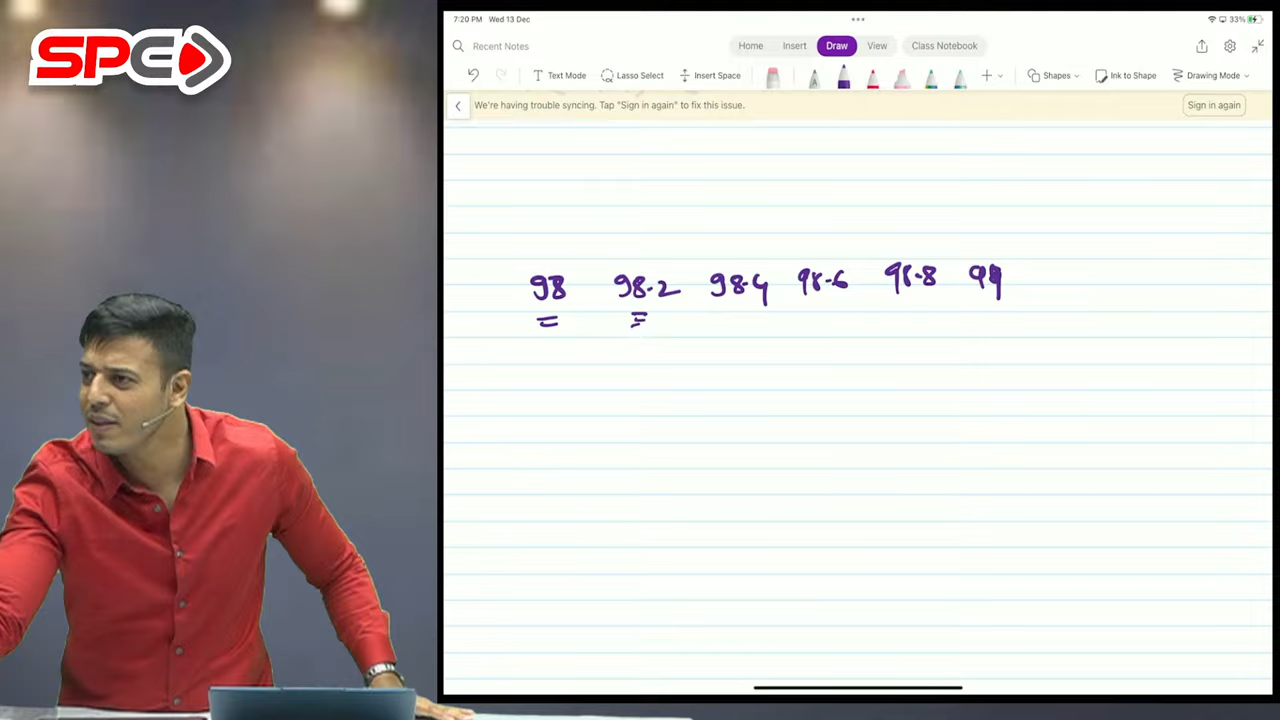 SPED
7:20 PM Wed 13 Dec
33%
Recent Notes
Home Insert Draw View Class Notebook
Text Mode Lasso Select Insert Space Shapes Ink to Shape Drawing Mode
We're having trouble syncing. Tap "Sign in again" to fix this issue. Sign in again
98 98.2 98.4 98.6 98.8 99